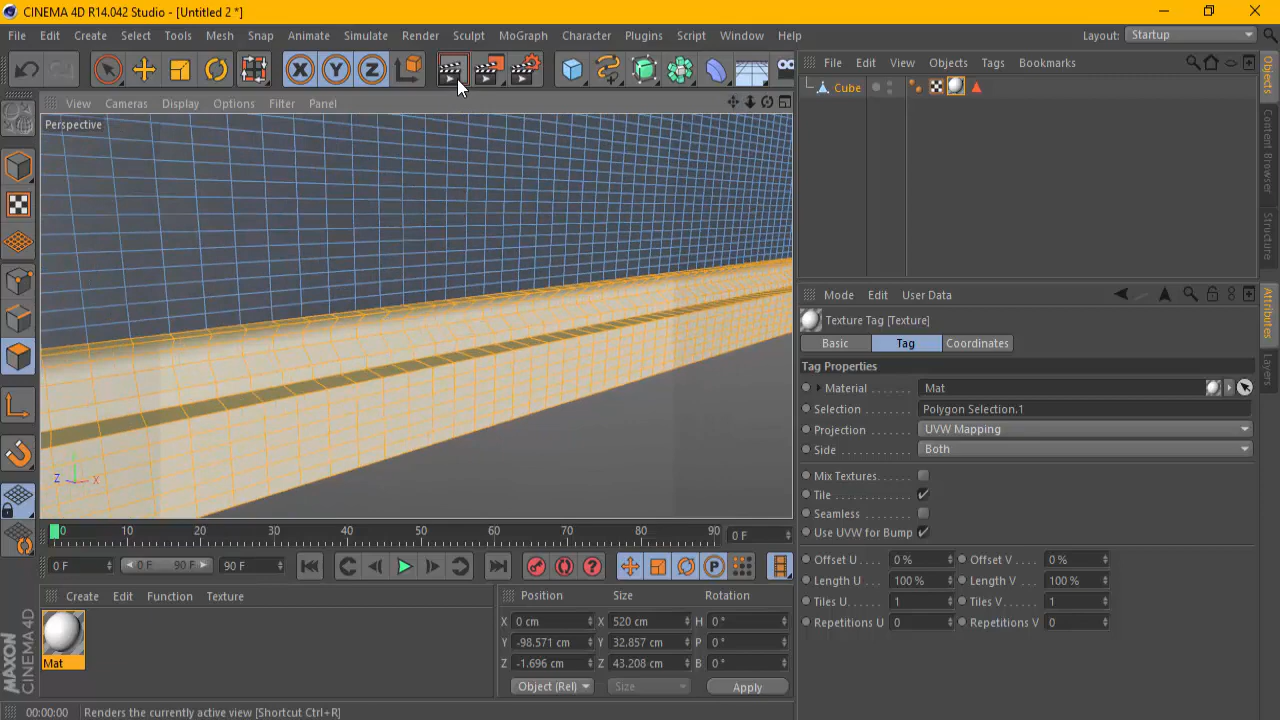 CINEMA 4D R14.042 Studio - [Untitled 2 *]
File Edit Create Select Tools Mesh Snap Animate Simulate Render Sculpt MoGraph Character Plugins Script Window Help Layout: Startup
X Y Z
File Edit View Objects Tags Bookmarks
Cube
View Cameras Display Options Filter Panel
Perspective
Z X
Mode Edit User Data
Texture Tag [Texture]
Basic Tag Coordinates
Tag Properties
Material Mat
Selection Polygon Selection.1
Projection UVW Mapping
Side Both
Mix Textures
Tile
Seamless
Use UVW for Bump
Offset U 0 % Offset V 0 %
Length U 100 % Length V 100 %
Tiles U 1 Tiles V 1
Repetitions U 0 Repetitions V 0
0 10 20 30 40 50 60 70 80 90 0 F
0 F 0 F 90 F 90 F
Create Edit Function Texture
Mat
Position Size Rotation
X 0 cm X 520 cm H 0 °
Y -98.571 cm Y 32.857 cm P 0 °
Z -1.696 cm Z 43.208 cm B 0 °
Object (Rel) Size Apply
00:00:00 Renders the currently active view [Shortcut Ctrl+R]
Objects
Content Browser
Structure
Attributes
Layers
MAXON
CINEMA 4D